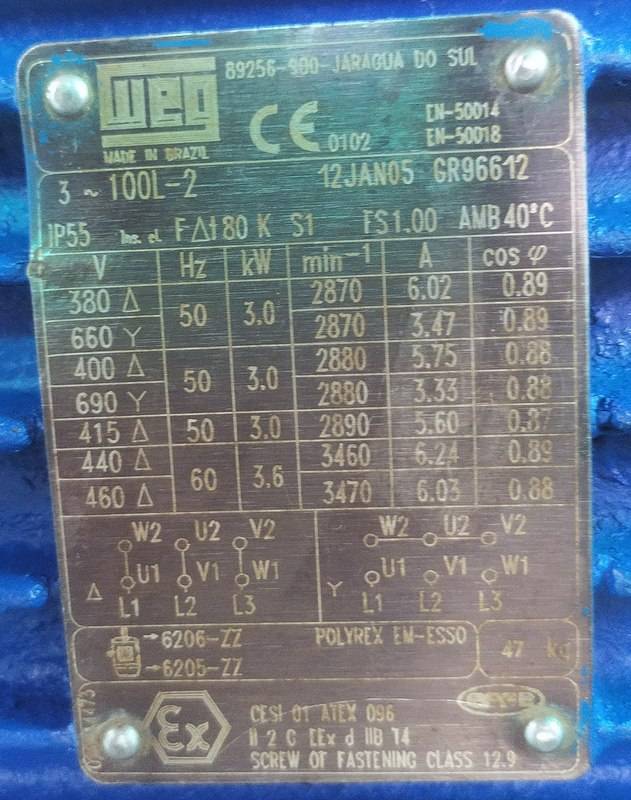 WEG
89256-900-JARAGUA DO SUL
CE 0102
EN-50014
EN-50018
MADE IN BRAZIL
3 ~ 100L-2 12JAN05 GR96612
IP55 Ins. cl. F Δt 80 K S1 FS1.00 AMB 40°C
V Hz kW min-1 A cos φ
380 Δ 50 3.0 2870 6.02 0.89
660 Y 2870 3.47 0.89
400 Δ 50 3.0 2880 5.75 0.88
690 Y 2880 3.33 0.88
415 Δ 50 3.0 2890 5.60 0.87
440 Δ 60 3.6 3460 6.24 0.89
460 Δ 3470 6.03 0.88
W2 U2 V2 W2 U2 V2
Δ U1 V1 W1 Y U1 V1 W1
L1 L2 L3 L1 L2 L3
→6206-ZZ POLYREX EM-ESSO 47 kg
→6205-ZZ
Ex
CESI 01 ATEX 096
II 2 G EEx d IIB T4
SCREW OF FASTENING CLASS 12.9